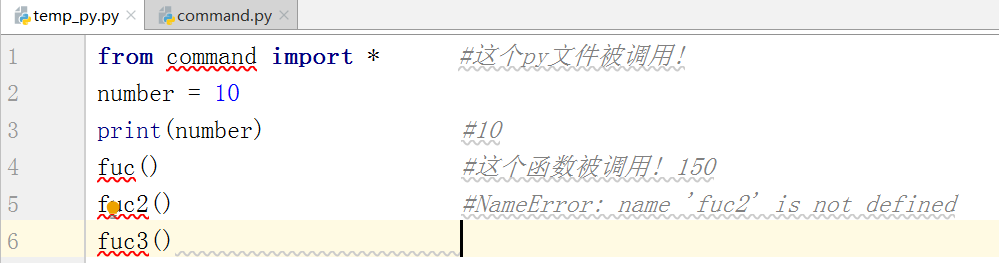 temp_py.py × command.py ×
1 from command import * #这个py文件被调用!
2 number = 10
3 print(number) #10
4 fuc() #这个函数被调用! 150
5 fuc2() #NameError: name 'fuc2' is not defined
6 fuc3()